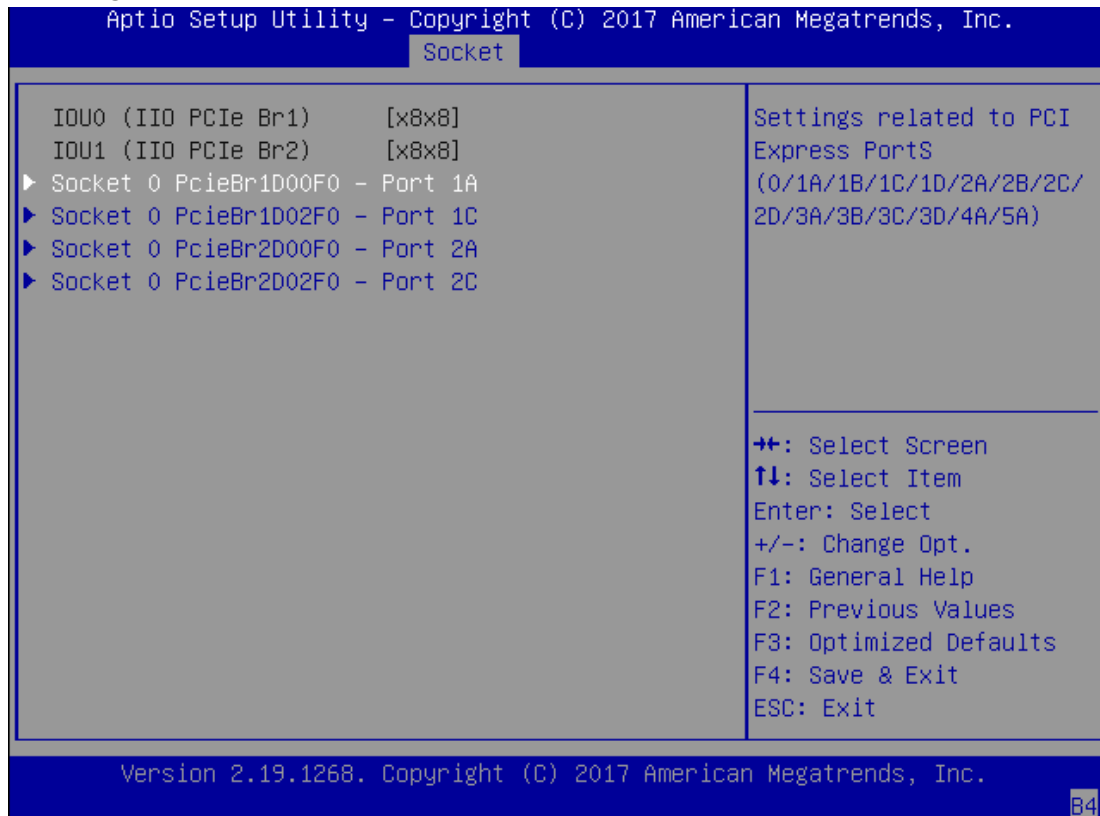 Aptio Setup Utility – Copyright (C) 2017 American Megatrends, Inc.
Socket
IOU0 (IIO PCIe Br1) [x8x8]
IOU1 (IIO PCIe Br2) [x8x8]
▶ Socket 0 PcieBr1D00F0 – Port 1A
▶ Socket 0 PcieBr1D02F0 – Port 1C
▶ Socket 0 PcieBr2D00F0 – Port 2A
▶ Socket 0 PcieBr2D02F0 – Port 2C
Settings related to PCI
Express PortS
(0/1A/1B/1C/1D/2A/2B/2C/
2D/3A/3B/3C/3D/4A/5A)
→←: Select Screen
↑↓: Select Item
Enter: Select
+/-: Change Opt.
F1: General Help
F2: Previous Values
F3: Optimized Defaults
F4: Save & Exit
ESC: Exit
Version 2.19.1268. Copyright (C) 2017 American Megatrends, Inc.
B4